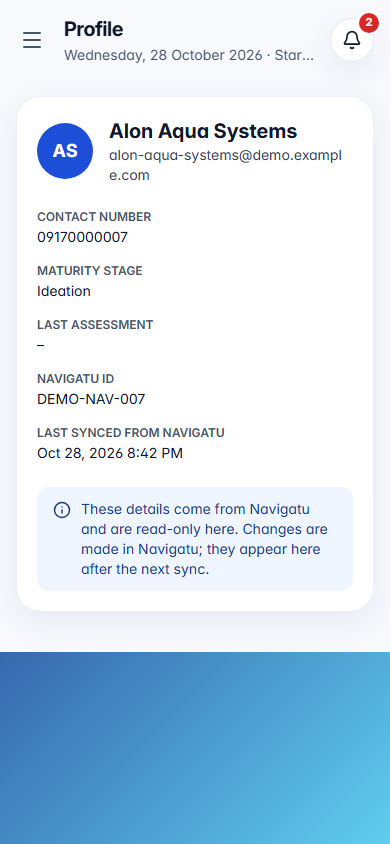 Profile
Wednesday, 28 October 2026 · Star...
2
AS
Alon Aqua Systems
alon-aqua-systems@demo.exampl
e.com
CONTACT NUMBER
09170000007
MATURITY STAGE
Ideation
LAST ASSESSMENT
–
NAVIGATU ID
DEMO-NAV-007
LAST SYNCED FROM NAVIGATU
Oct 28, 2026 8:42 PM
These details come from Navigatu
and are read-only here. Changes are
made in Navigatu; they appear here
after the next sync.